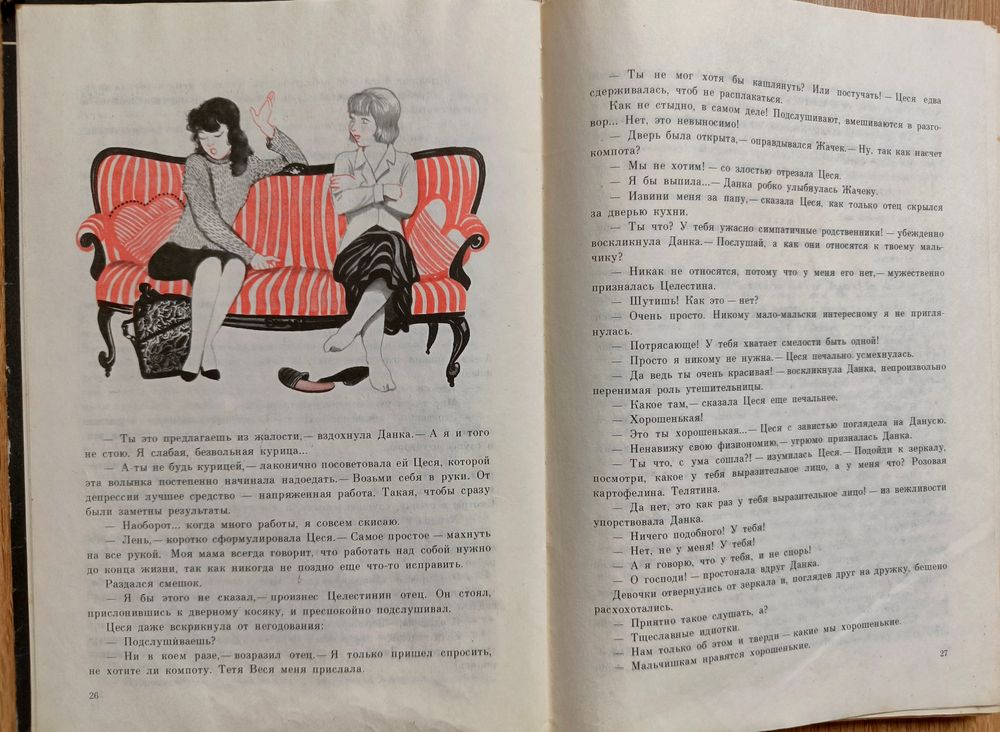 — Ты это предлагаешь из жалости,— вздохнула Данка.— А я и того
не стою. Я слабая, безвольная курица...
— А ты не будь курицей,— лаконично посоветовала ей Цеся, которой
эта волынка постепенно начинала надоедать.— Возьми себя в руки. От
депрессии лучшее средство — напряженная работа. Такая, чтобы сразу
были заметны результаты.
— Наоборот... когда много работы, я совсем скисаю.
— Лень,— коротко сформулировала Цеся.— Самое простое — махнуть
на все рукой. Моя мама всегда говорит, что работать над собой нужно
до конца жизни, так как никогда не поздно еще что-то исправить.
Раздался смешок.
— Я бы этого не сказал,— произнес Целестинин отец. Он стоял,
прислонившись к дверному косяку, и преспокойно подслушивал.
Цеся даже вскрикнула от негодования:
— Подслушиваешь?
— Ни в коем разе,— возразил отец.— Я только пришел спросить,
не хотите ли компоту. Тетя Веся меня прислала.
26
— Ты не мог хотя бы кашлянуть? Или постучать! — Цеся едва
сдерживалась, чтоб не расплакаться.
Как не стыдно, в самом деле! Подслушивают, вмешиваются в разго-
вор... Нет, это невыносимо!
— Дверь была открыта,— оправдывался Жачек.— Ну, так как насчет
компота?
— Мы не хотим! — со злостью отрезала Цеся.
— Я бы выпила...— Данка робко улыбнулась Жачеку.
— Извини меня за папу,— сказала Цеся, как только отец скрылся
за дверью кухни.
— Ты что? У тебя ужасно симпатичные родственники! — убежденно
воскликнула Данка.— Послушай, а как они относятся к твоему маль-
чику?
— Никак не относятся, потому что у меня его нет,— мужественно
призналась Целестина.
— Шутишь! Как это — нет?
— Очень просто. Никому мало-мальски интересному я не пригля-
нулась.
— Потрясающе! У тебя хватает смелости быть одной!
— Просто я никому не нужна.— Цеся печально усмехнулась.
— Да ведь ты очень красивая! — воскликнула Данка, непроизвольно
перенимая роль утешительницы.
— Какое там,— сказала Цеся еще печальнее.
— Хорошенькая!
— Это ты хорошенькая...— Цеся с завистью поглядела на Данусю.
— Ненавижу свою физиономию,— угрюмо призналась Данка.
— Ты что, с ума сошла?! — изумилась Цеся.— Подойди к зеркалу,
посмотри, какое у тебя выразительное лицо, а у меня что? Розовая
картофелина. Телятина.
— Да нет, это как раз у тебя выразительное лицо! — из вежливости
упорствовала Данка.
— Ничего подобного! У тебя!
— Нет, не у меня! У тебя!
— А я говорю, что у тебя, и не спорь!
— О господи! — простонала вдруг Данка.
Девочки отвернулись от зеркала и, поглядев друг на дружку, бешено
расхохотались.
— Приятно такое слушать, а?
— Тщеславные идиотки.
— Нам только об этом и тверди — какие мы хорошенькие.
— Мальчишкам нравятся хорошенькие.
27